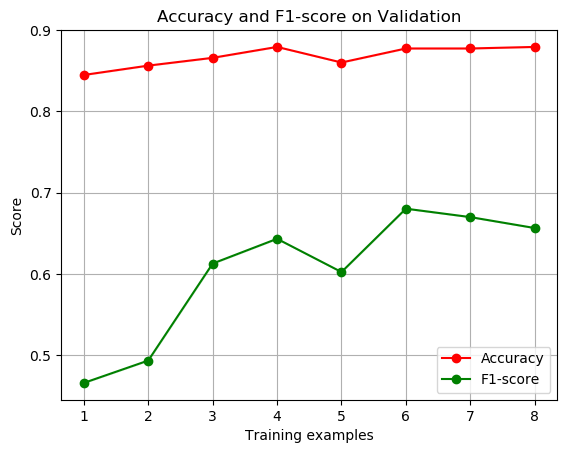 Accuracy and F1-score on Validation
0.9
0.8
0.7
0.6
0.5
Score
1 2 3 4 5 6 7 8
Training examples
Accuracy
F1-score